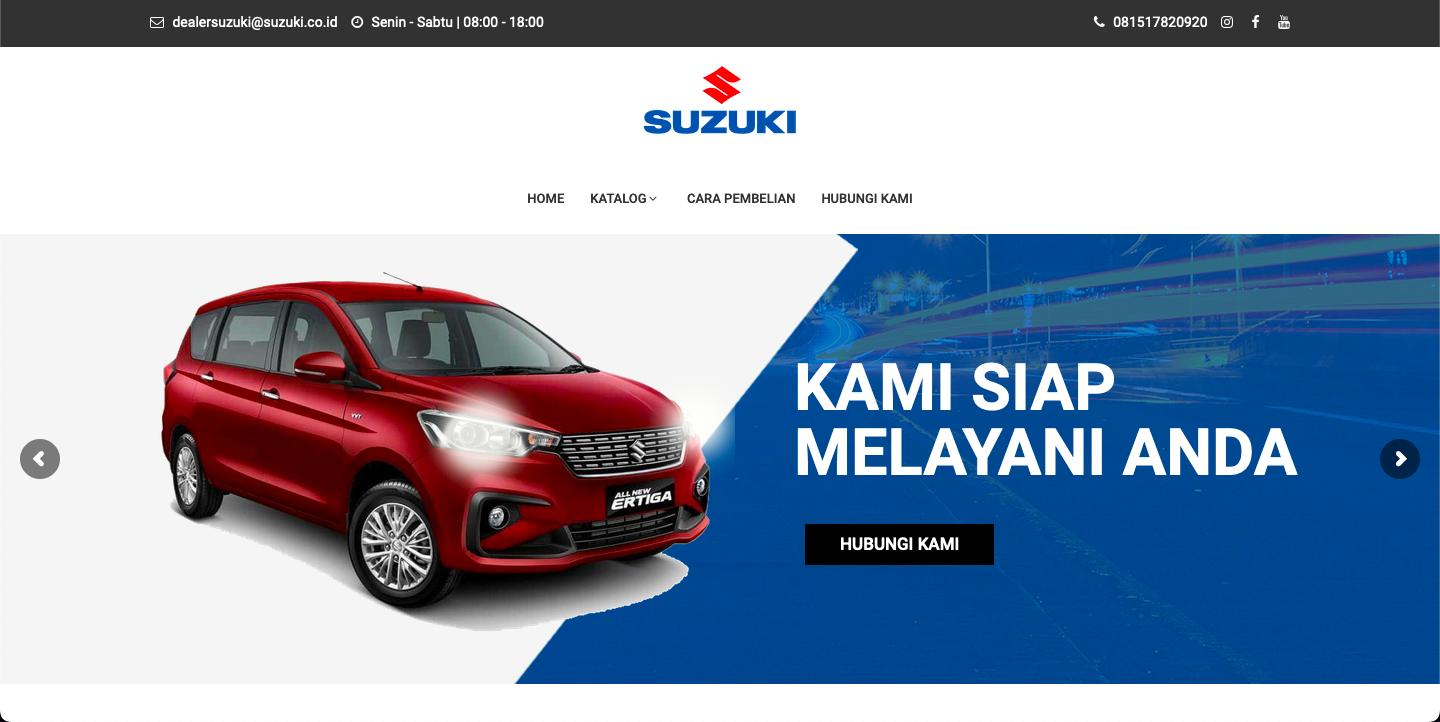 dealersuzuki@suzuki.co.id Senin - Sabtu | 08:00 - 18:00 081517820920
SUZUKI
HOME KATALOG CARA PEMBELIAN HUBUNGI KAMI
VVT
KAMI SIAP
MELAYANI ANDA
ALL NEW
ERTIGA
HUBUNGI KAMI